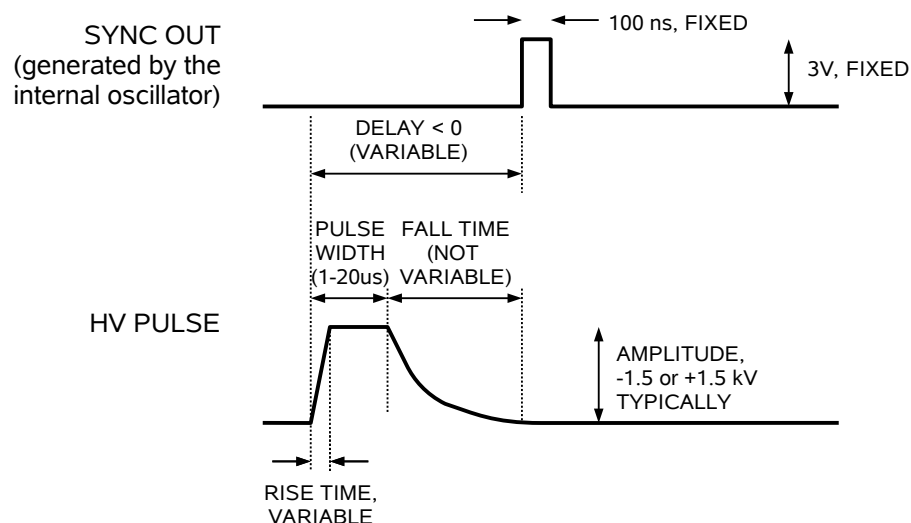 SYNC OUT
(generated by the
internal oscillator)
100 ns, FIXED
3V, FIXED
DELAY < 0
(VARIABLE)
PULSE
WIDTH
(1-20us)
FALL TIME
(NOT
VARIABLE)
HV PULSE
AMPLITUDE,
-1.5 or +1.5 kV
TYPICALLY
RISE TIME,
VARIABLE